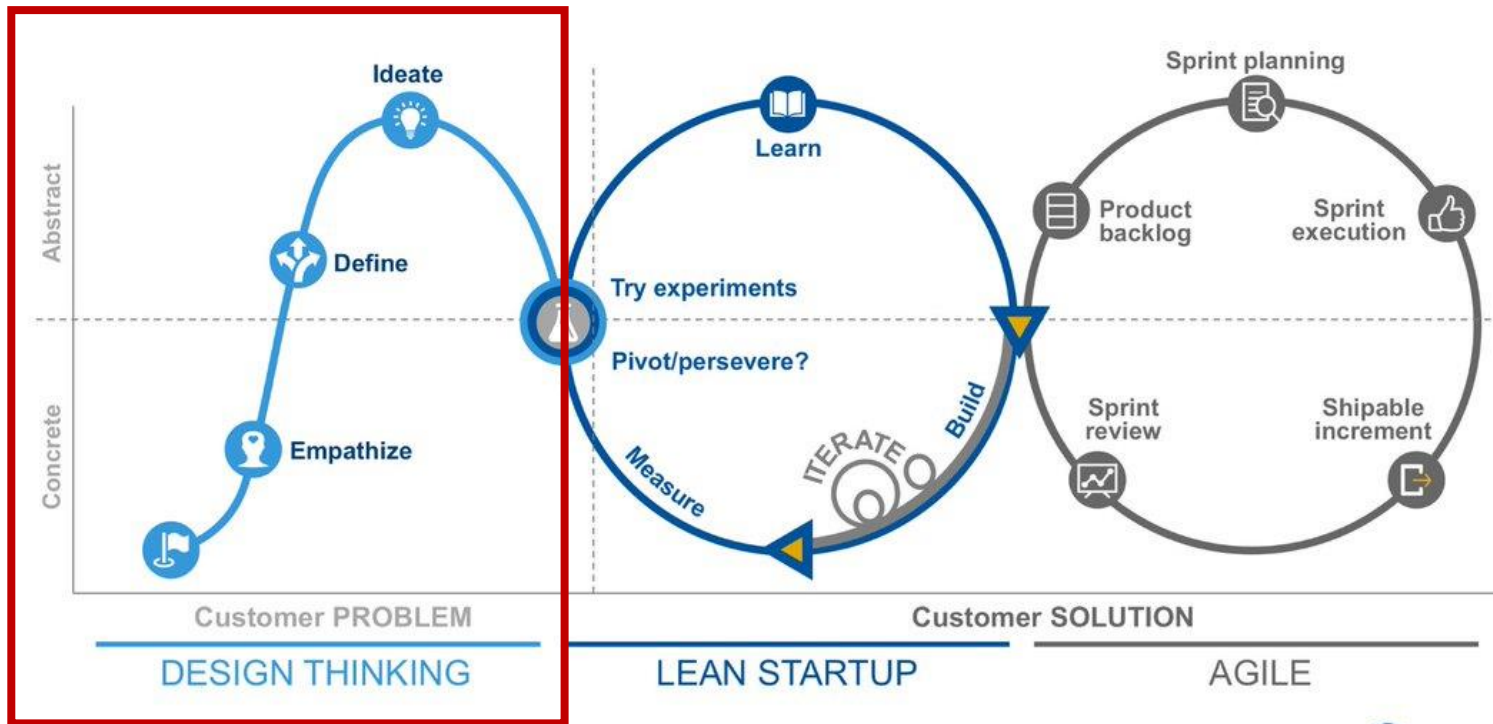 Ideate
Define
Empathize
Abstract
Concrete
Learn
Try experiments
Pivot/persevere?
Measure
ITERATE
Build
Sprint planning
Product
backlog
Sprint
execution
Sprint
review
Shipable
increment
Customer PROBLEM
Customer SOLUTION
DESIGN THINKING
LEAN STARTUP
AGILE